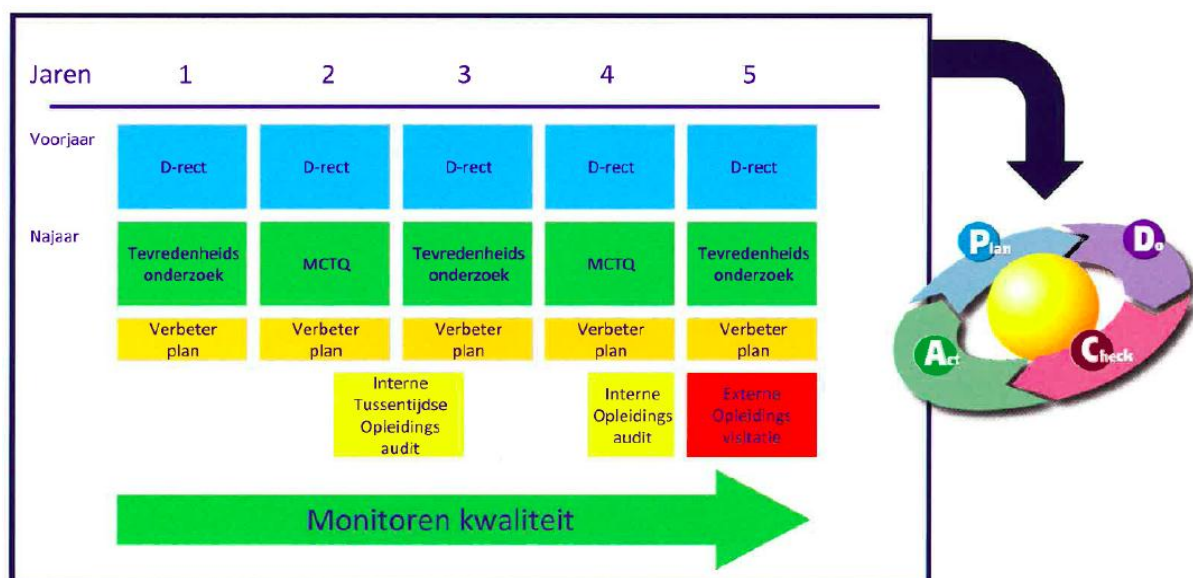 Jaren 1 2 3 4 5
Voorjaar
D-rect D-rect D-rect D-rect D-rect
Najaar
Tevredenheids
onderzoek
MCTQ
Tevredenheids
onderzoek
MCTQ
Tevredenheids
onderzoek
Verbeter
plan
Verbeter
plan
Verbeter
plan
Verbeter
plan
Verbeter
plan
Interne
Tussentijdse
Opleidings
audit
Interne
Opleidings
audit
Externe
Opleidings
visitatie
Monitoren kwaliteit
Plan
Do
Check
Act